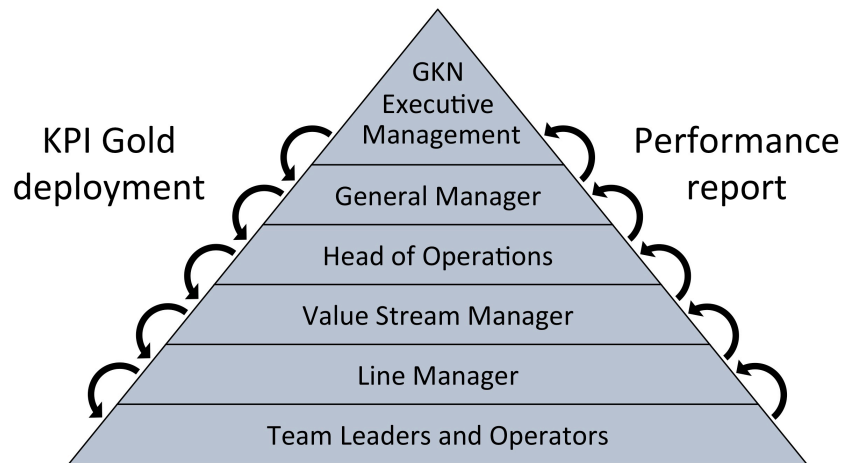 GKN
Executive
Management
KPI Gold
deployment
Performance
report
General Manager
Head of Operations
Value Stream Manager
Line Manager
Team Leaders and Operators